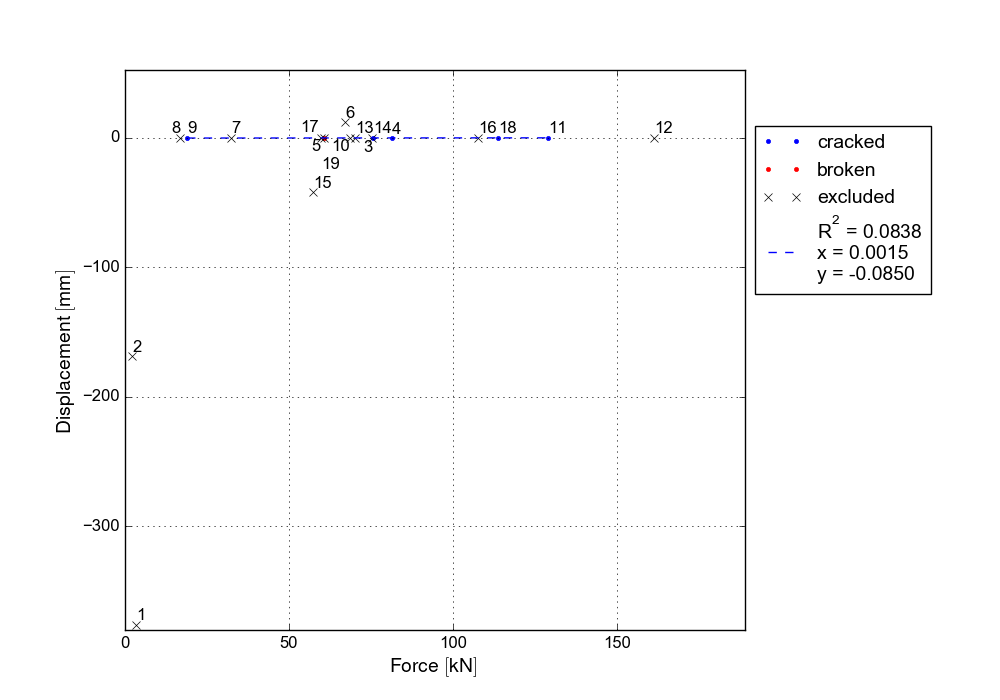 6
8 9 7 17 13 14 4 16 18 11 12
5 10 3
19
15
2
1
0
−100
−200
−300
0 50 100 150
Displacement [mm]
Force [kN]
cracked
broken
excluded
R² = 0.0838
x = 0.0015
y = -0.0850